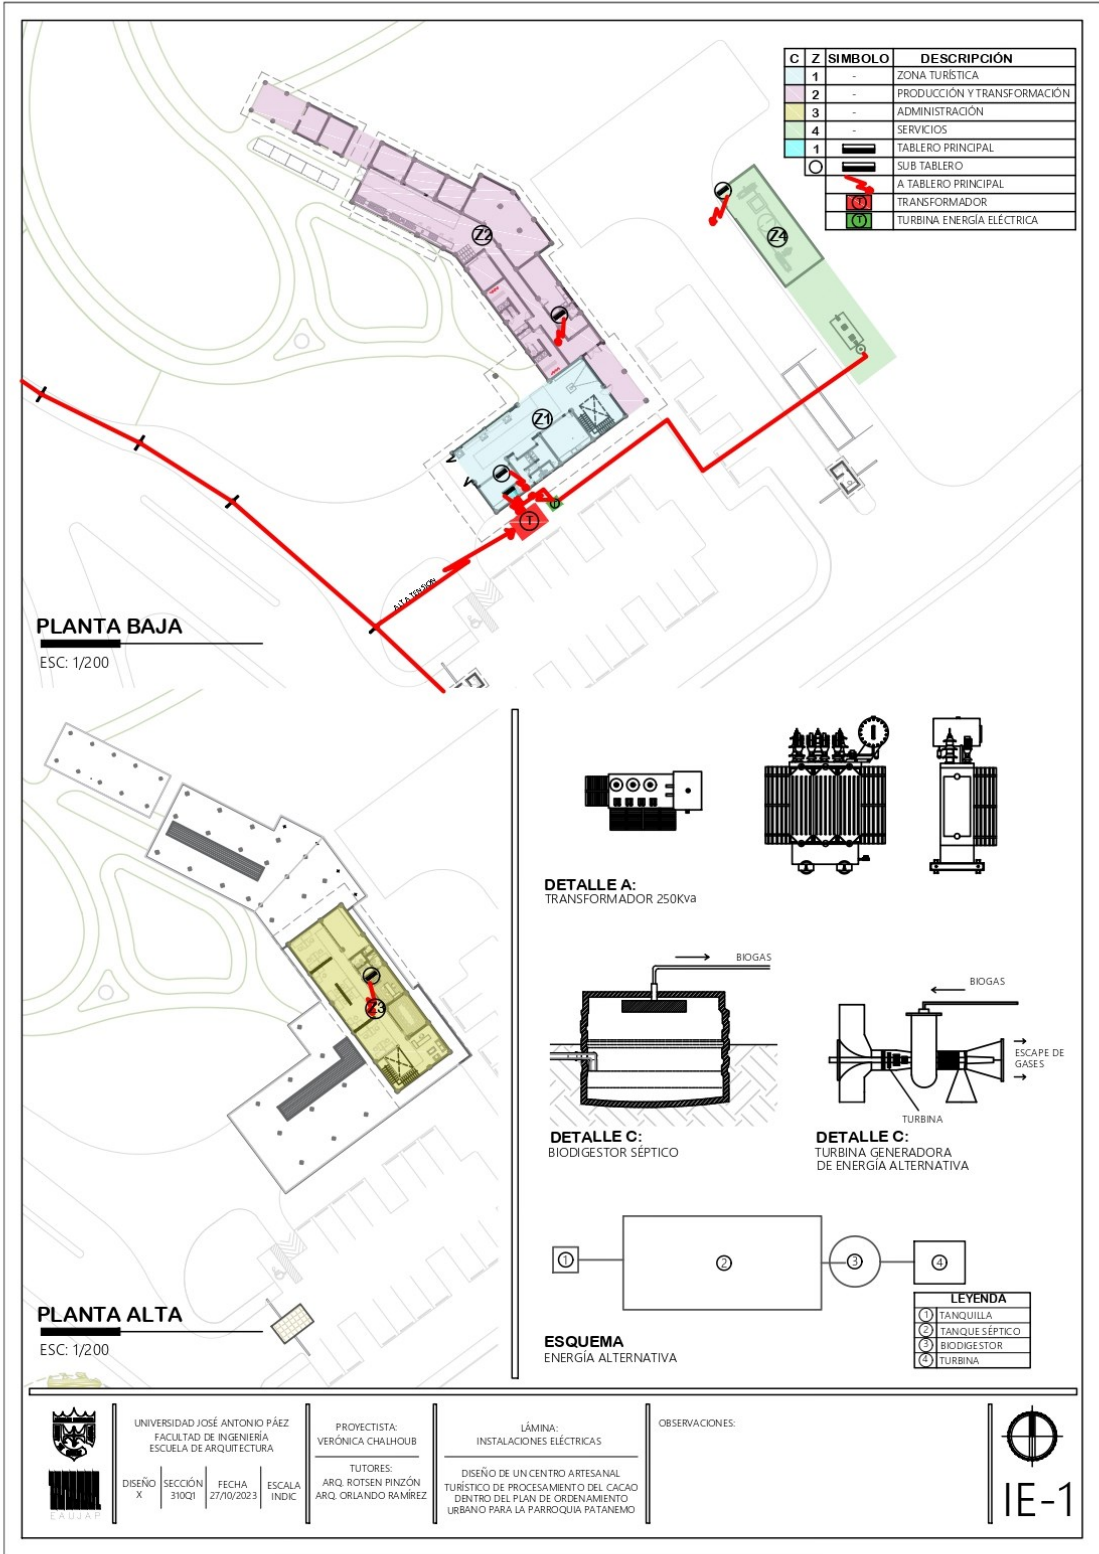 C Z SIMBOLO DESCRIPCIÓN
1 - ZONA TURÍSTICA
2 - PRODUCCIÓN Y TRANSFORMACIÓN
3 - ADMINISTRACIÓN
4 - SERVICIOS
1 TABLERO PRINCIPAL
SUB TABLERO
A TABLERO PRINCIPAL
T TRANSFORMADOR
T TURBINA ENERGÍA ELÉCTRICA
Z2
Z4
Z1
T
ALTA TENSIÓN
PLANTA BAJA
ESC: 1/200
Z3
PLANTA ALTA
ESC: 1/200
DETALLE A:
TRANSFORMADOR 250Kva
BIOGAS
DETALLE C:
BIODIGESTOR SÉPTICO
BIOGAS
ESCAPE DE
GASES
TURBINA
DETALLE C:
TURBINA GENERADORA
DE ENERGÍA ALTERNATIVA
1
2
3
4
ESQUEMA
ENERGÍA ALTERNATIVA
LEYENDA
1 TANQUILLA
2 TANQUE SÉPTICO
3 BIODIGESTOR
4 TURBINA
EAUJAP
UNIVERSIDAD JOSÉ ANTONIO PÁEZ
FACULTAD DE INGENIERÍA
ESCUELA DE ARQUITECTURA
DISEÑO
X
SECCIÓN
310Q1
FECHA
27/10/2023
ESCALA
INDIC
PROYECTISTA:
VERÓNICA CHALHOUB
TUTORES:
ARQ. ROTSEN PINZÓN
ARQ. ORLANDO RAMÍREZ
LÁMINA:
INSTALACIONES ELÉCTRICAS
DISEÑO DE UN CENTRO ARTESANAL
TURÍSTICO DE PROCESAMIENTO DEL CACAO
DENTRO DEL PLAN DE ORDENAMIENTO
URBANO PARA LA PARROQUIA PATANEMO
OBSERVACIONES:
IE-1